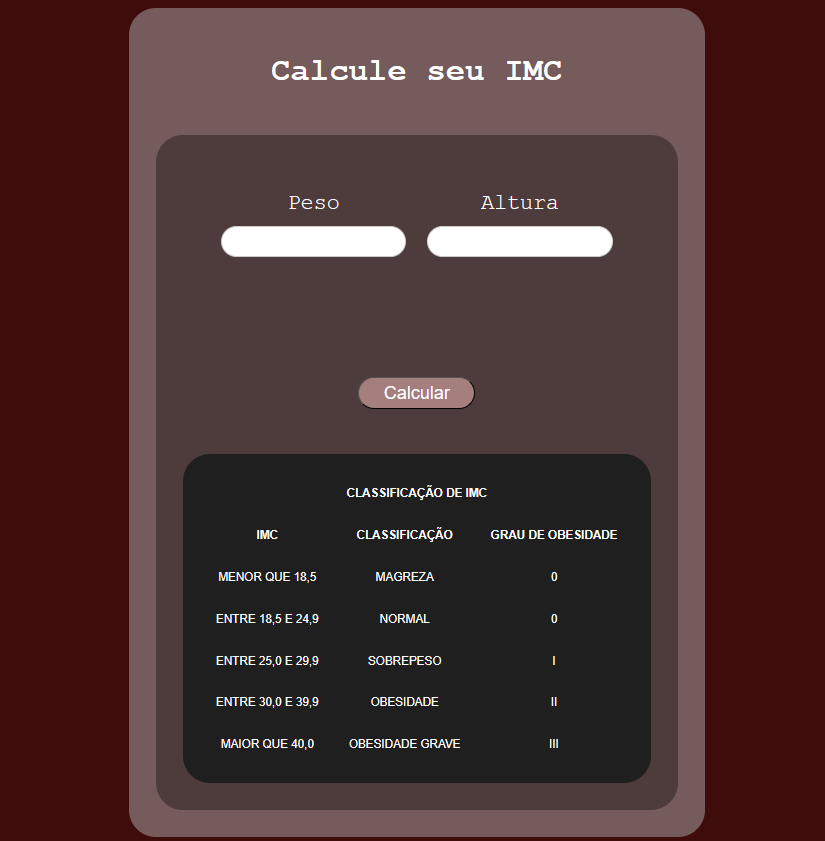 Calcule seu IMC
Peso Altura
Calcular
CLASSIFICAÇÃO DE IMC
IMC CLASSIFICAÇÃO GRAU DE OBESIDADE
MENOR QUE 18,5 MAGREZA 0
ENTRE 18,5 E 24,9 NORMAL 0
ENTRE 25,0 E 29,9 SOBREPESO I
ENTRE 30,0 E 39,9 OBESIDADE II
MAIOR QUE 40,0 OBESIDADE GRAVE III